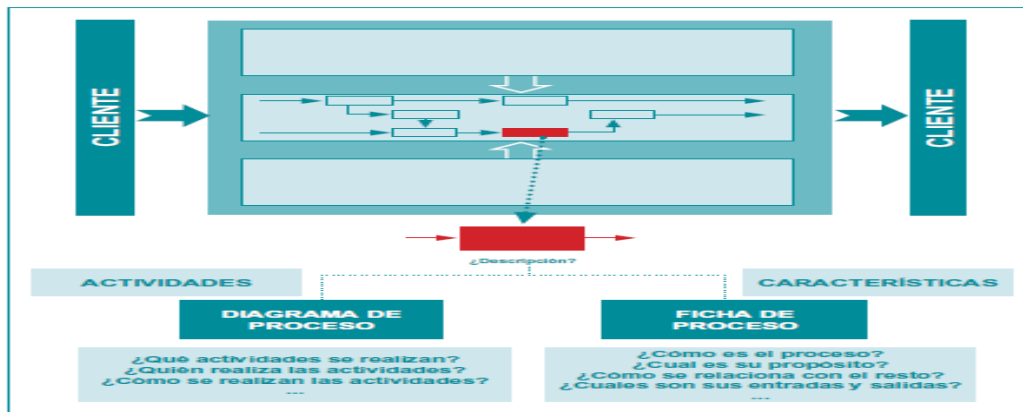 CLIENTE
CLIENTE
¿Descripción?
ACTIVIDADES
CARACTERÍSTICAS
DIAGRAMA DE
PROCESO
FICHA DE
PROCESO
¿Qué actividades se realizan?
¿Quién realiza las actividades?
¿Cómo se realizan las actividades?
...
¿Cómo es el proceso?
¿Cual es su propósito?
¿Cómo se relaciona con el resto?
¿Cuales son sus entradas y salidas?
...